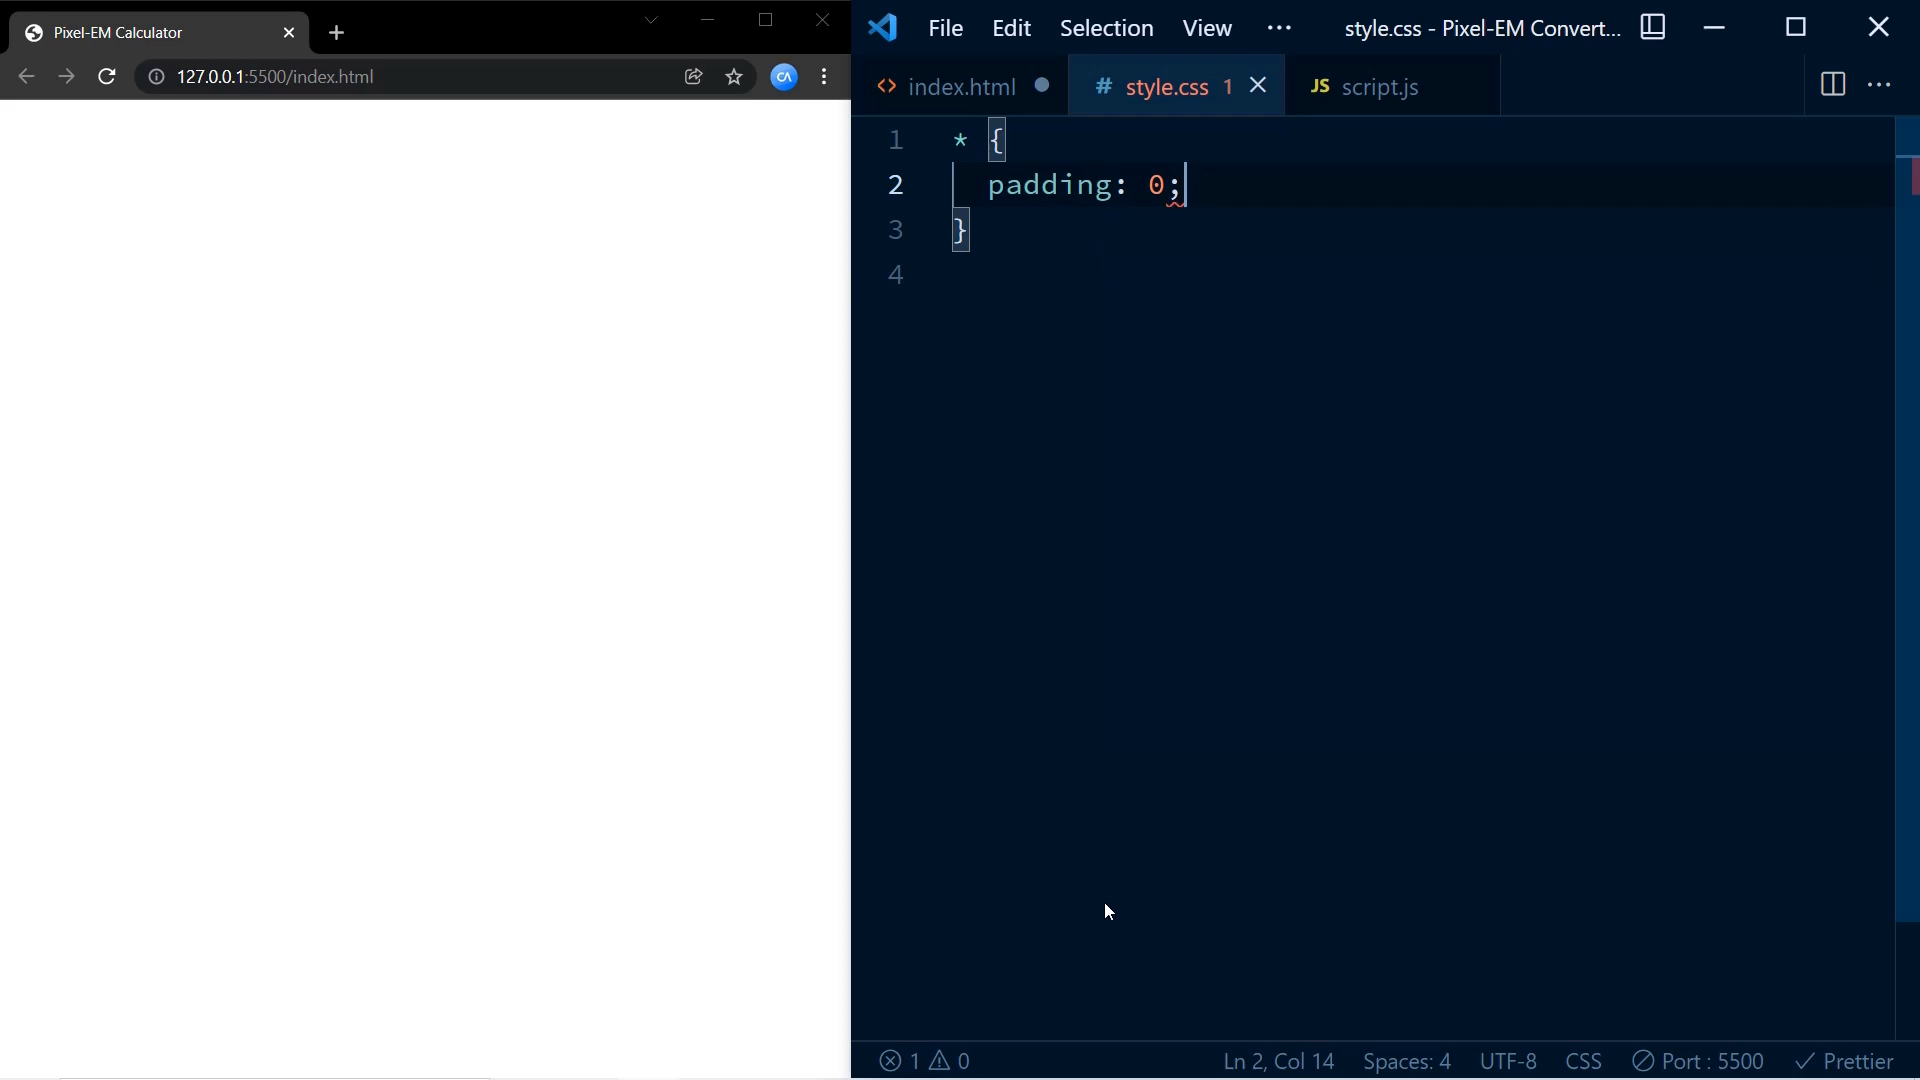 Pixel-EM Calculator
127.0.0.1:5500/index.html
CA
File Edit Selection View ··· style.css - Pixel-EM Convert...
<> index.html # style.css 1 JS script.js
1 * {
2 padding: 0;
3 }
4
1 0 Ln 2, Col 14 Spaces: 4 UTF-8 CSS Port : 5500 Prettier